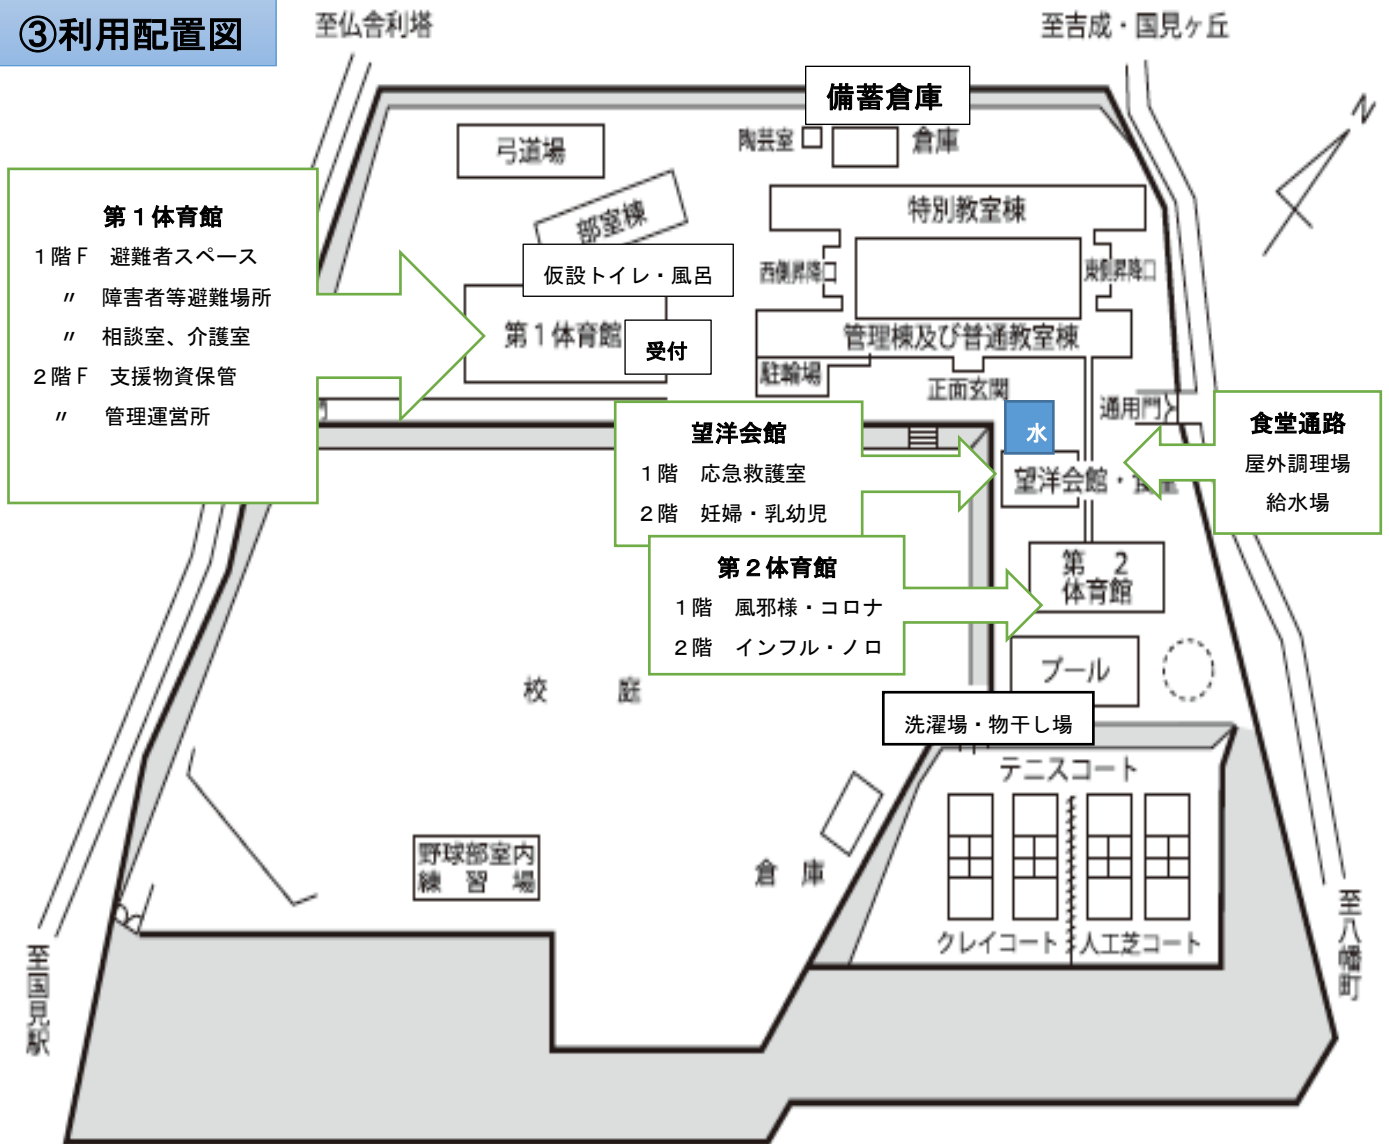 ③利用配置図
至仏舎利塔
至吉成・国見ヶ丘
備蓄倉庫
N
弓道場
陶芸室
倉庫
部室棟
特別教室棟
第1体育館
1階F 避難者スペース
〃 障害者等避難場所
〃 相談室、介護室
2階F 支援物資保管
〃 管理運営所
仮設トイレ・風呂
西側昇降口
東側昇降口
第1体育館
受付
管理棟及び普通教室棟
駐輪場
正面玄関
通用門
門
望洋会館
1階 応急救護室
2階 妊婦・乳幼児
水
望洋会館・食堂
食堂通路
屋外調理場
給水場
第2体育館
1階 風邪様・コロナ
2階 インフル・ノロ
第 2
体育館
プール
校 庭
洗濯場・物干し場
テニスコート
野球部室内
練習場
倉庫
クレイコート
人工芝コート
至国見駅
至八幡町